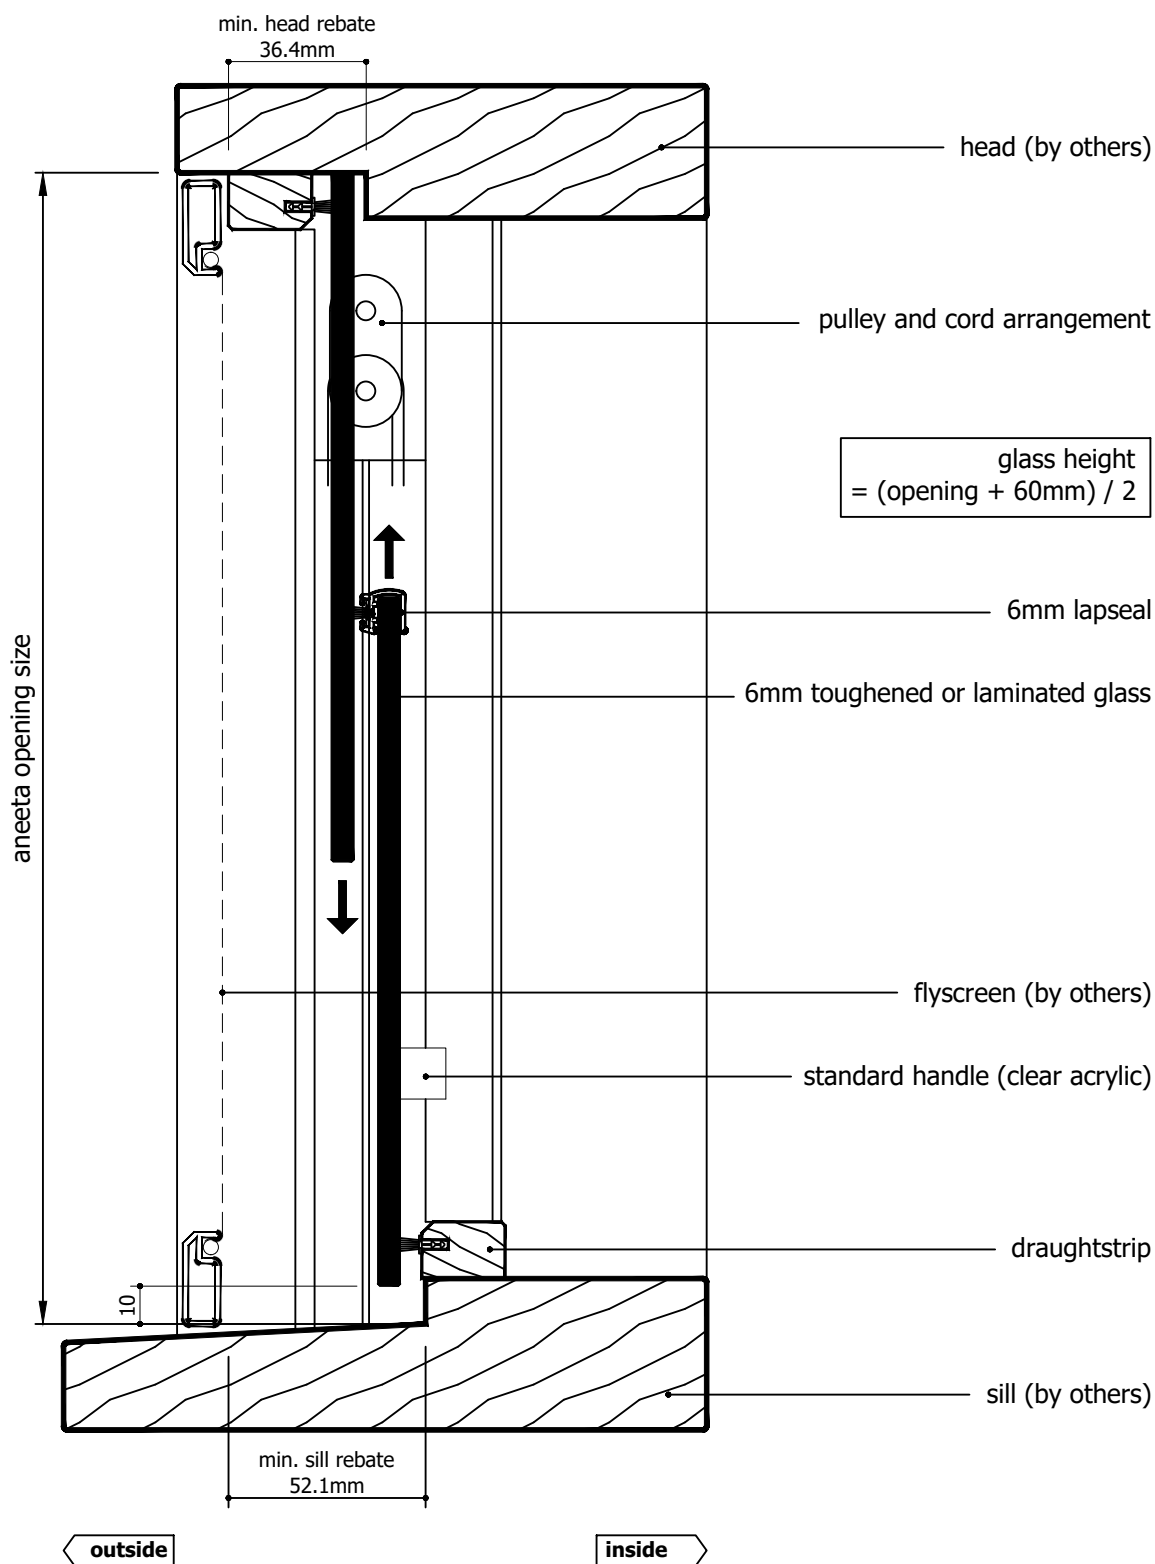 min. head rebate
36.4mm
head (by others)
pulley and cord arrangement
glass height
= (opening + 60mm) / 2
6mm lapseal
6mm toughened or laminated glass
aneeta opening size
flyscreen (by others)
standard handle (clear acrylic)
draughtstrip
10
sill (by others)
min. sill rebate
52.1mm
outside
inside